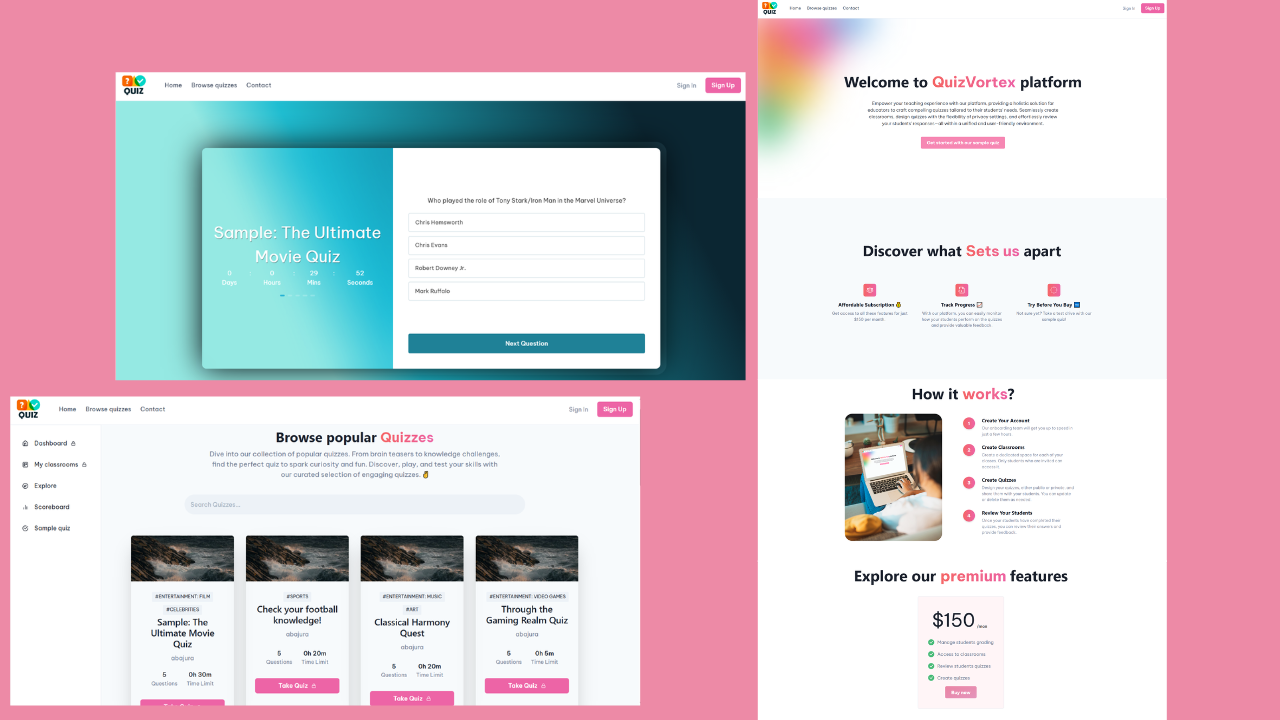 QUIZ
Home Browse quizzes Contact
Sign In Sign Up
Sample: The Ultimate
Movie Quiz
0 : 0 : 29 : 52
Days Hours Mins Seconds
Who played the role of Tony Stark/Iron Man in the Marvel Universe?
Chris Hemsworth
Chris Evans
Robert Downey Jr.
Mark Ruffalo
Next Question
QUIZ
Home Browse quizzes Contact
Sign In Sign Up
Dashboard
My classrooms
Explore
Scoreboard
Sample quiz
Browse popular Quizzes
Dive into our collection of popular quizzes. From brain teasers to knowledge challenges,
find the perfect quiz to spark curiosity and fun. Discover, play, and test your skills with
our curated selection of engaging quizzes.
Search Quizzes...
#ENTERTAINMENT: FILM
#CELEBRITIES
Sample: The
Ultimate Movie
Quiz
abajura
5 0h 30m
Questions Time Limit
Take Quiz
#SPORTS
Check your football
knowledge!
abajura
5 0h 20m
Questions Time Limit
Take Quiz
#ENTERTAINMENT: MUSIC
#ART
Classical Harmony
Quest
abajura
5 0h 20m
Questions Time Limit
Take Quiz
#ENTERTAINMENT: VIDEO GAMES
Through the
Gaming Realm Quiz
abajura
5 0h 5m
Questions Time Limit
Take Quiz
QUIZ
Home Browse quizzes Contact
Sign In Sign Up
Welcome to QuizVortex platform
Empower your teaching experience with our platform, providing a holistic solution for
educators to craft compelling quizzes tailored to their students' needs. Seamlessly create
classrooms, design quizzes with the flexibility of privacy settings, and effortlessly review
your students' responses—all within a unified and user-friendly environment.
Get started with our sample quiz
Discover what Sets us apart
Affordable Subscription
Get access to all these features for just
$150 per month
Track Progress
With our platform, you can easily monitor
how your students perform on the quizzes
and provide valuable feedback
Try Before You Buy
Not sure yet? Take a test drive with our
sample quiz!
How it works?
1 Create Your Account
Our onboarding team will get you up to speed in
just a few hours
2 Create Classrooms
Create a dedicated space for each of your
classes. Only students who are invited can
access it.
3 Create Quizzes
Design your quizzes, either public or private, and
share them with your students. You can update
or delete them as needed.
4 Review Your Students
Once your students have completed their
quizzes, you can review their answers and
provide feedback.
Explore our premium features
$150 /mon
Manage students grading
Access to classrooms
Review students quizzes
Create quizzes
Buy now